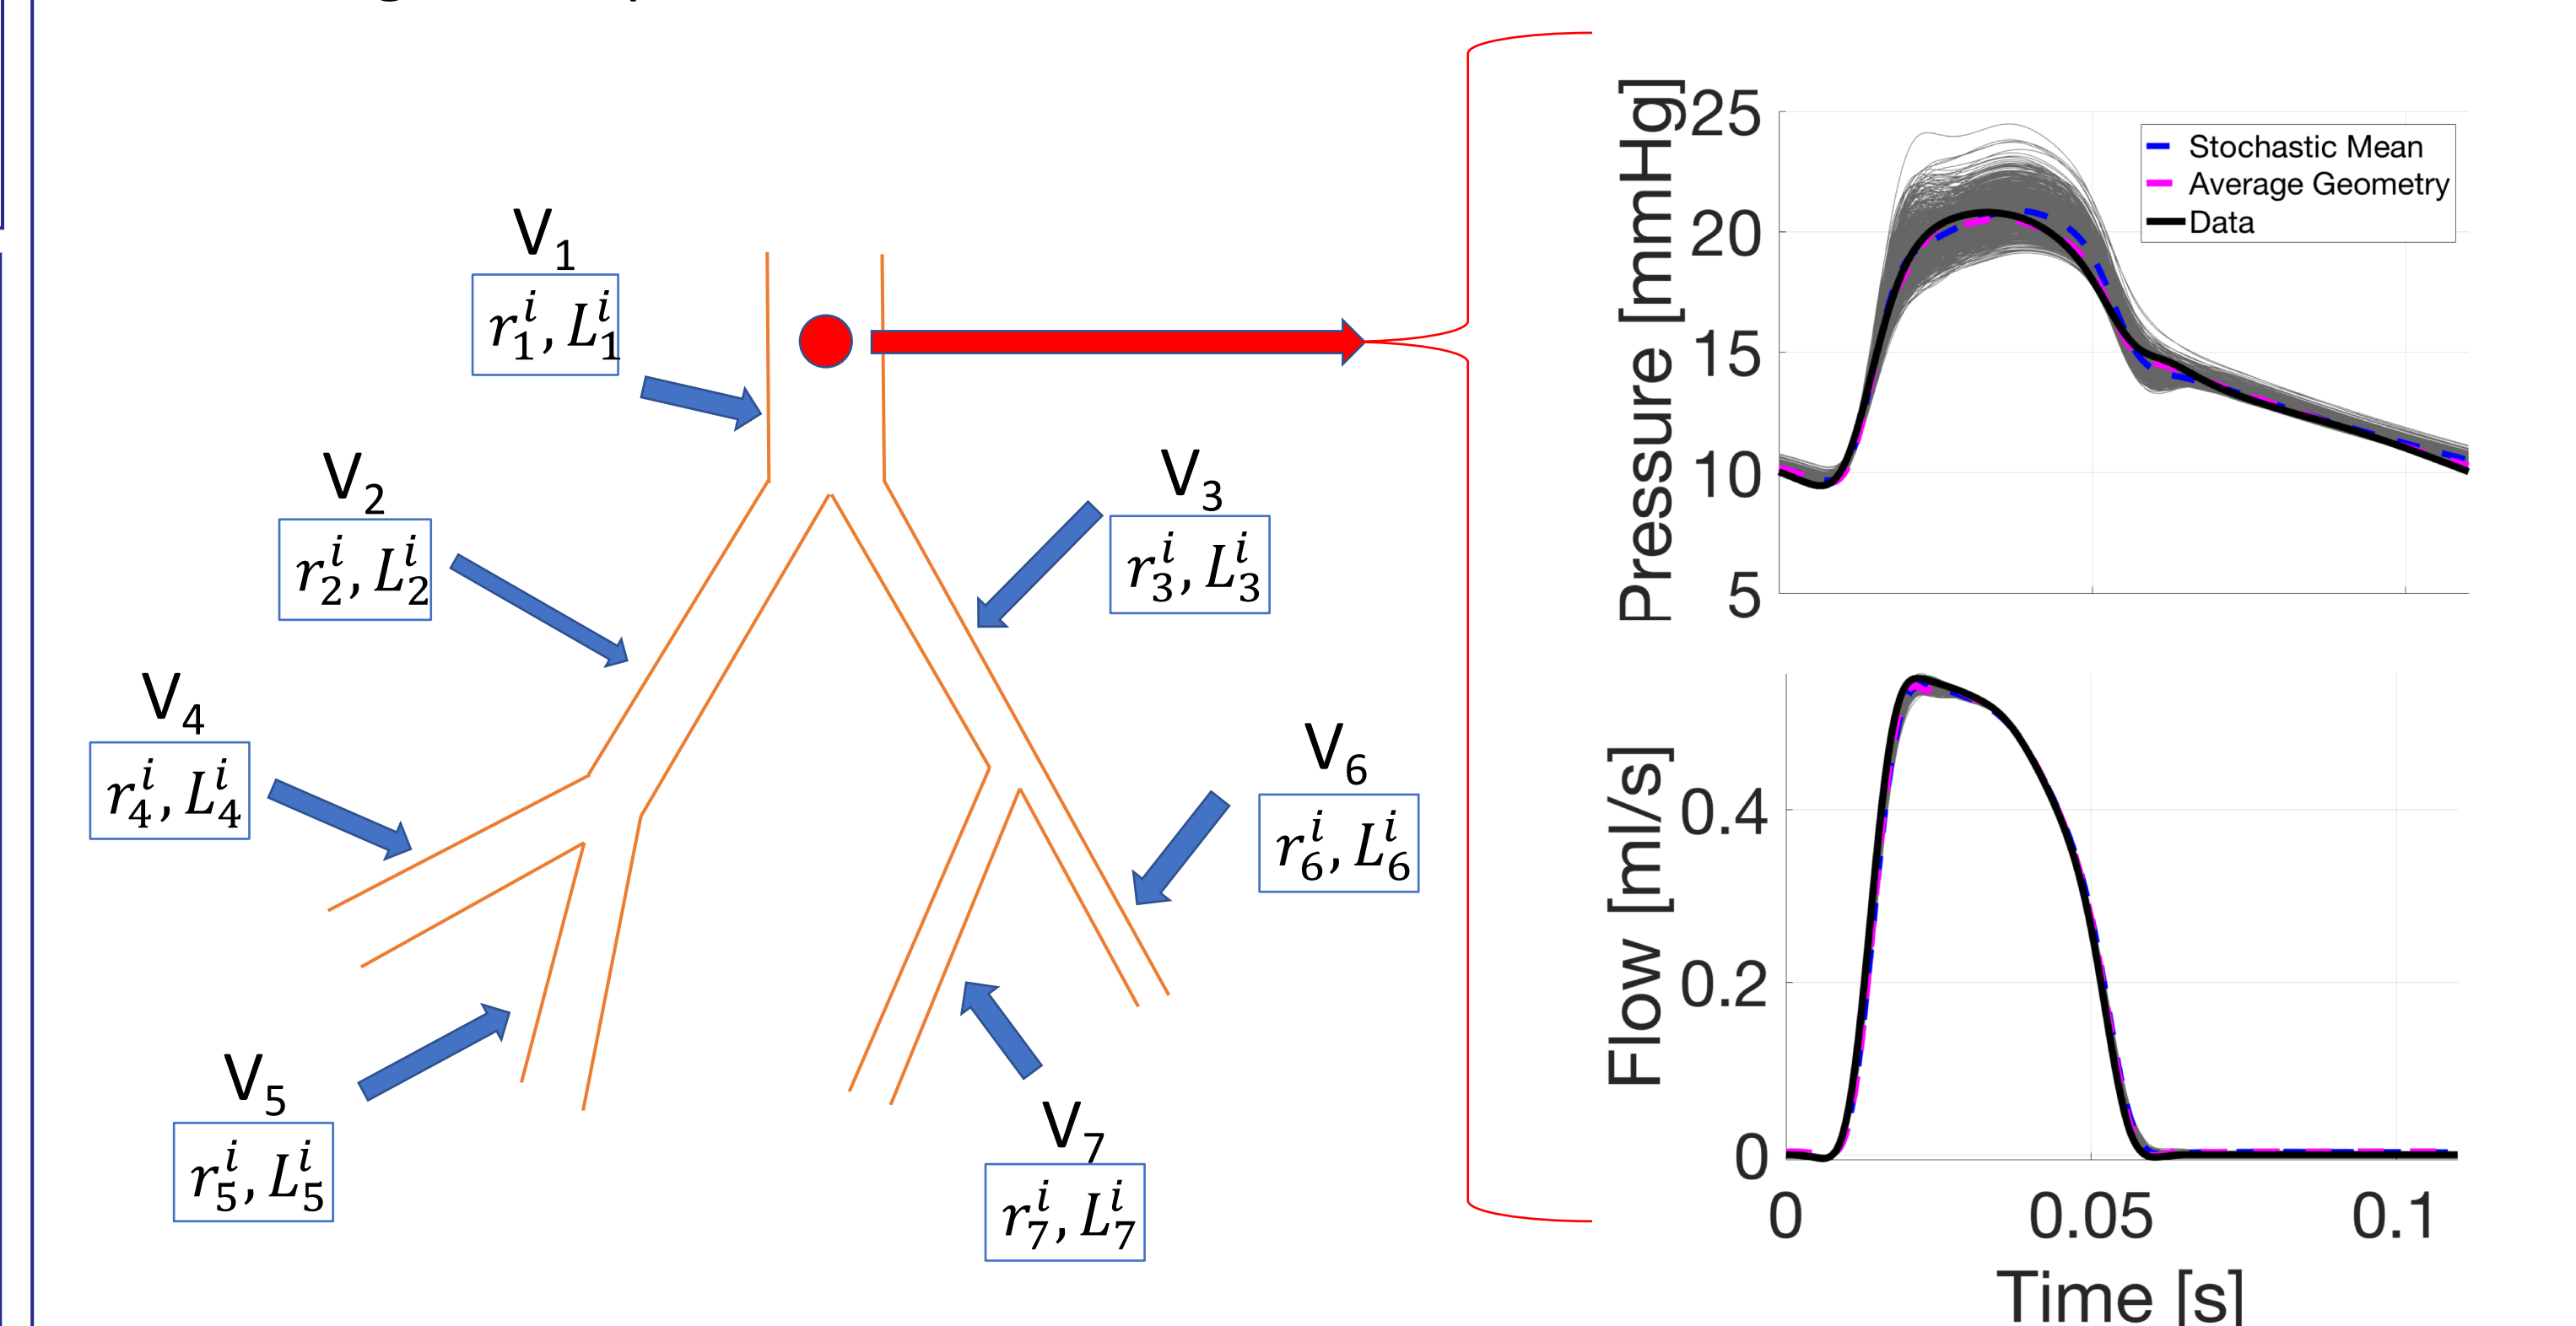 V₁
r₁ⁱ, L₁ⁱ
V₂
r₂ⁱ, L₂ⁱ
V₃
r₃ⁱ, L₃ⁱ
V₄
r₄ⁱ, L₄ⁱ
V₆
r₆ⁱ, L₆ⁱ
V₅
r₅ⁱ, L₅ⁱ
V₇
r₇ⁱ, L₇ⁱ
Pressure [mmHg]
25
20
15
10
5
Stochastic Mean
Average Geometry
Data
Flow [ml/s]
0.4
0.2
0
0 0.05 0.1
Time [s]